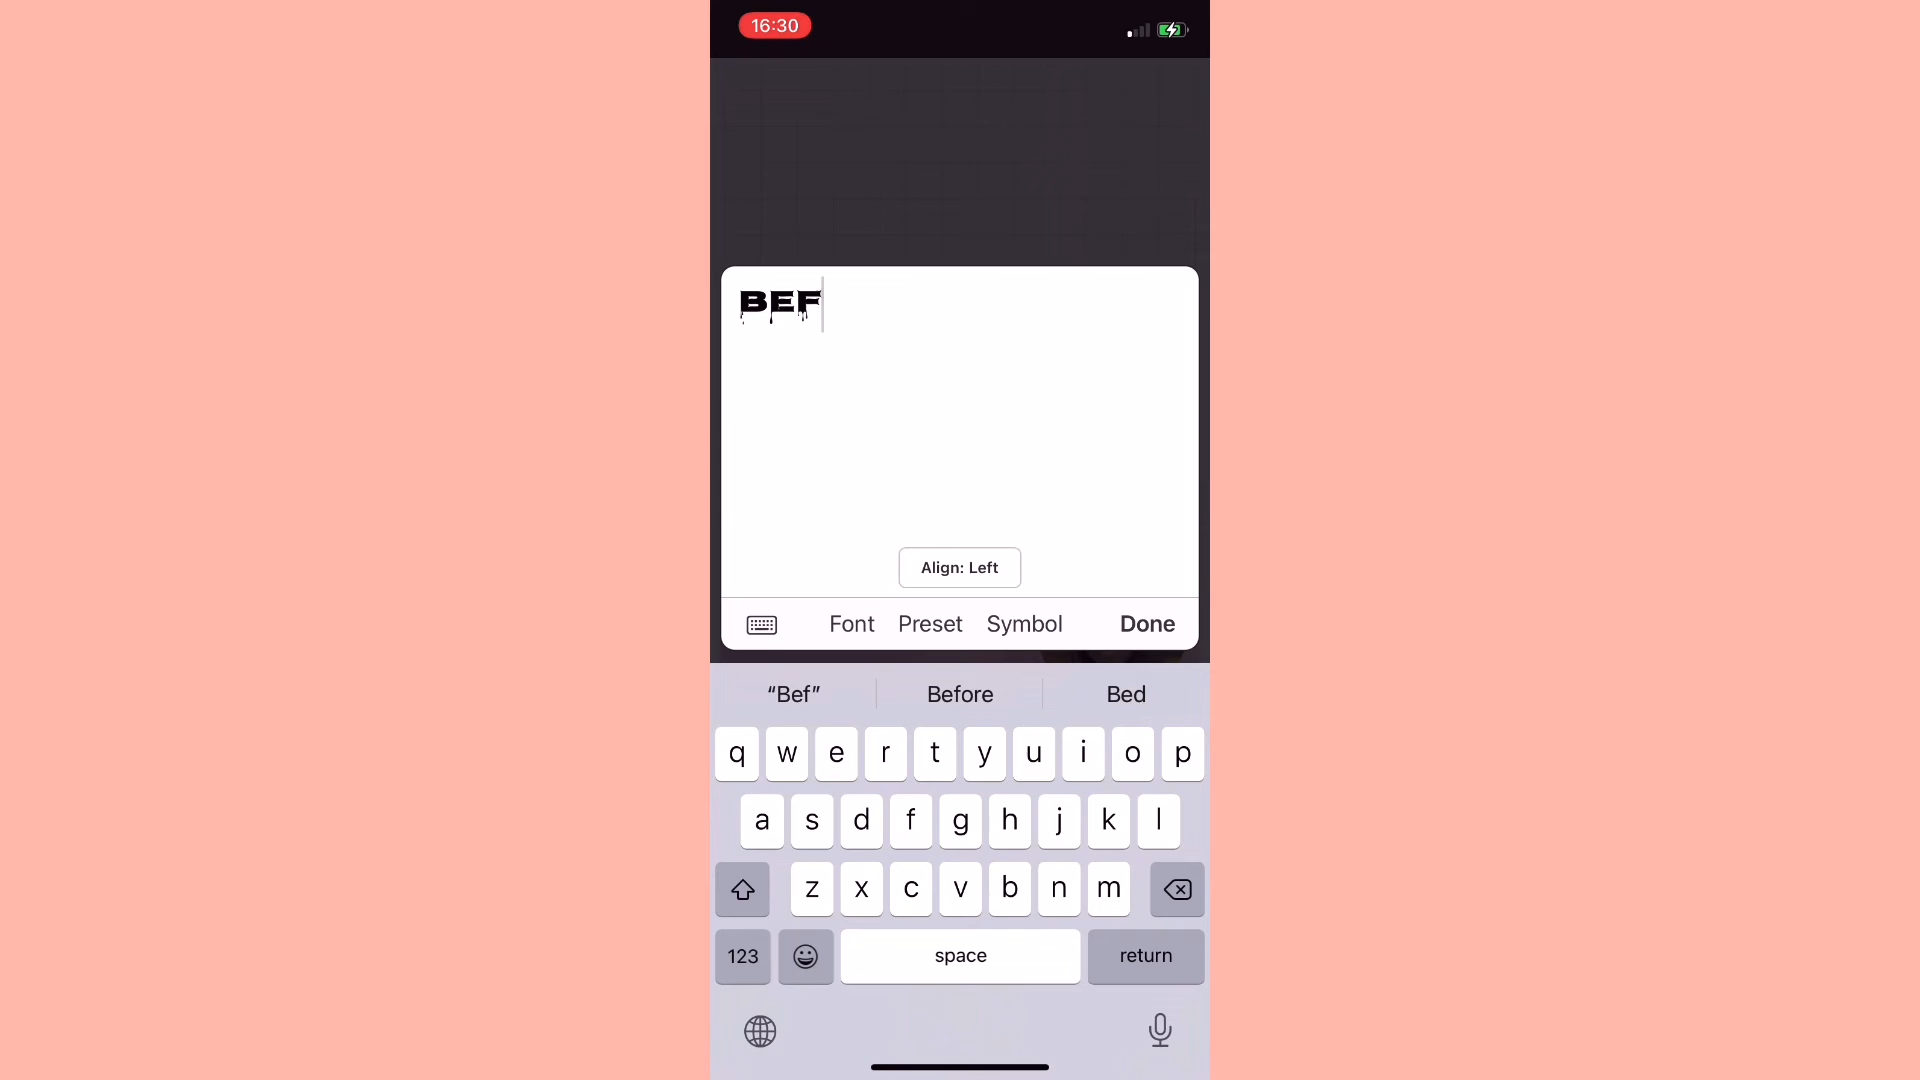 16:30
BEF
Align: Left
Font Preset Symbol Done
“Bef” Before Bed
q w e r t y u i o p
a s d f g h j k l
z x c v b n m
123 space return